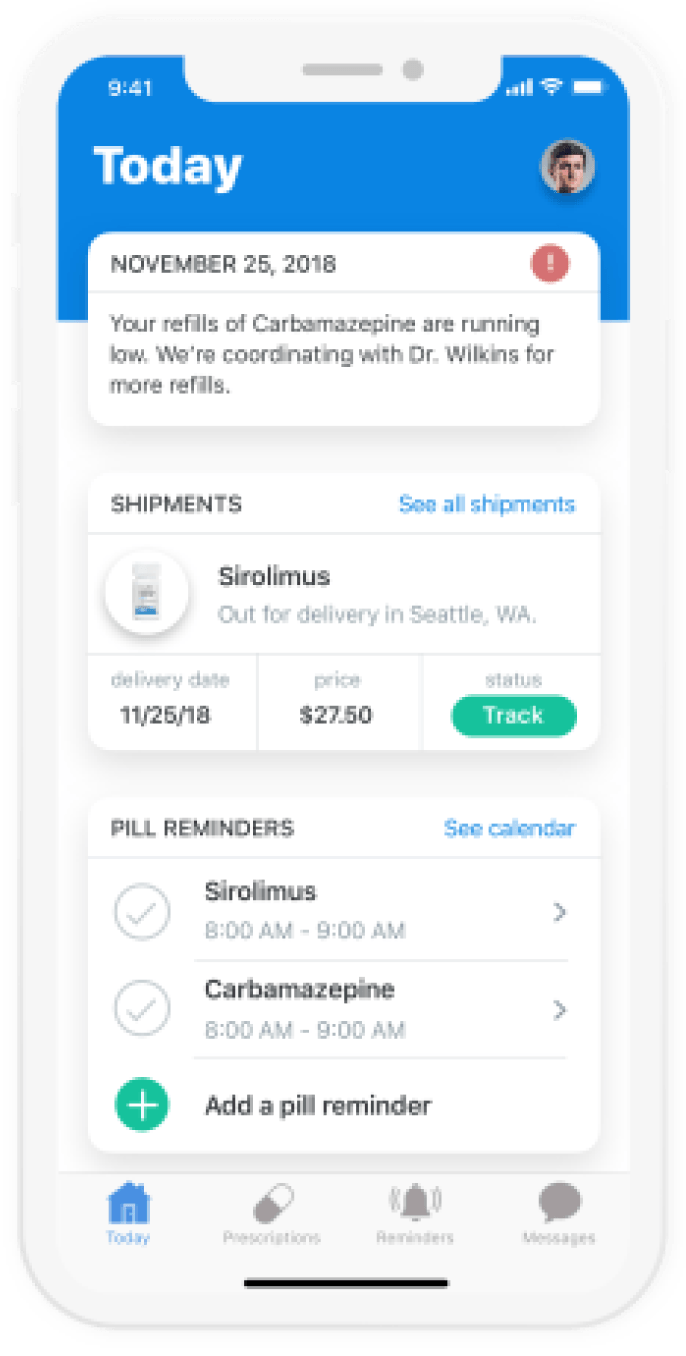 9:41
Today
NOVEMBER 25, 2018
!
Your refills of Carbamazepine are running
low. We're coordinating with Dr. Wilkins for
more refills.
SHIPMENTS See all shipments
Sirolimus
Out for delivery in Seattle, WA.
delivery date price status
11/25/18 $27.50 Track
PILL REMINDERS See calendar
Sirolimus
8:00 AM - 9:00 AM
Carbamazepine
8:00 AM - 9:00 AM
Add a pill reminder
Today Prescriptions Reminders Messages